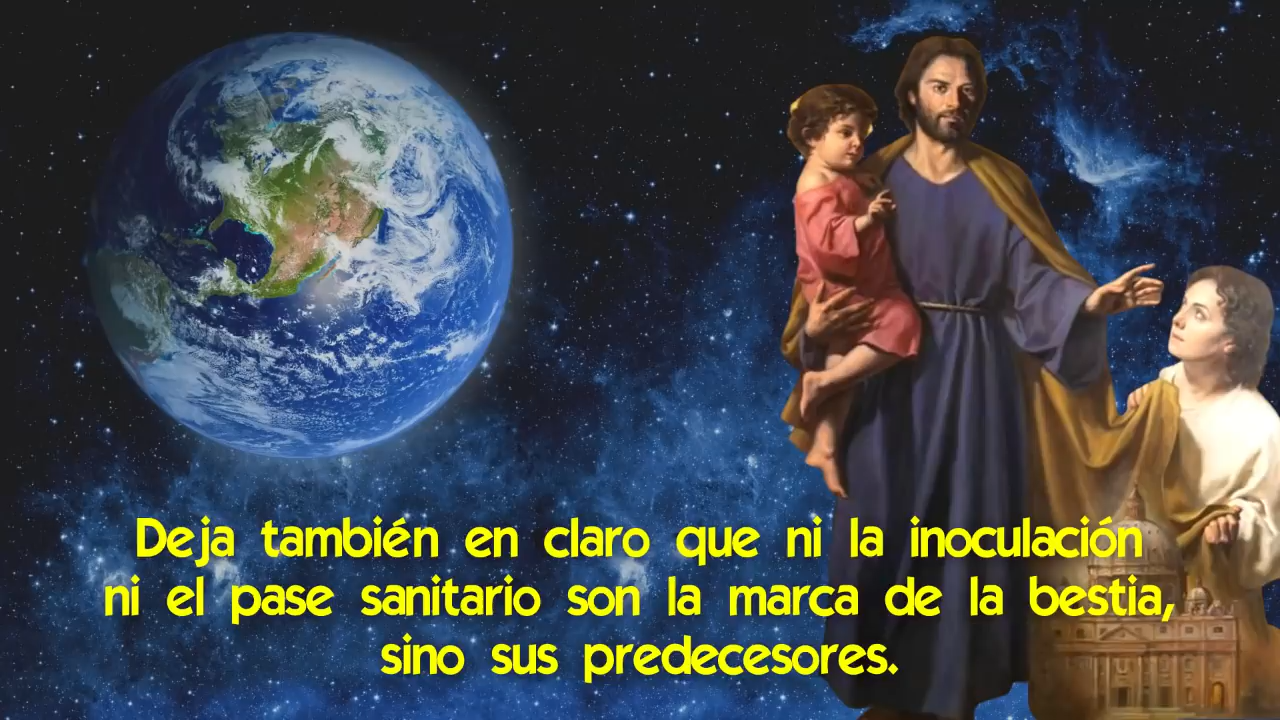 Deja también en claro que ni la inoculación
ni el pase sanitario son la marca de la bestia,
sino sus predecesores.